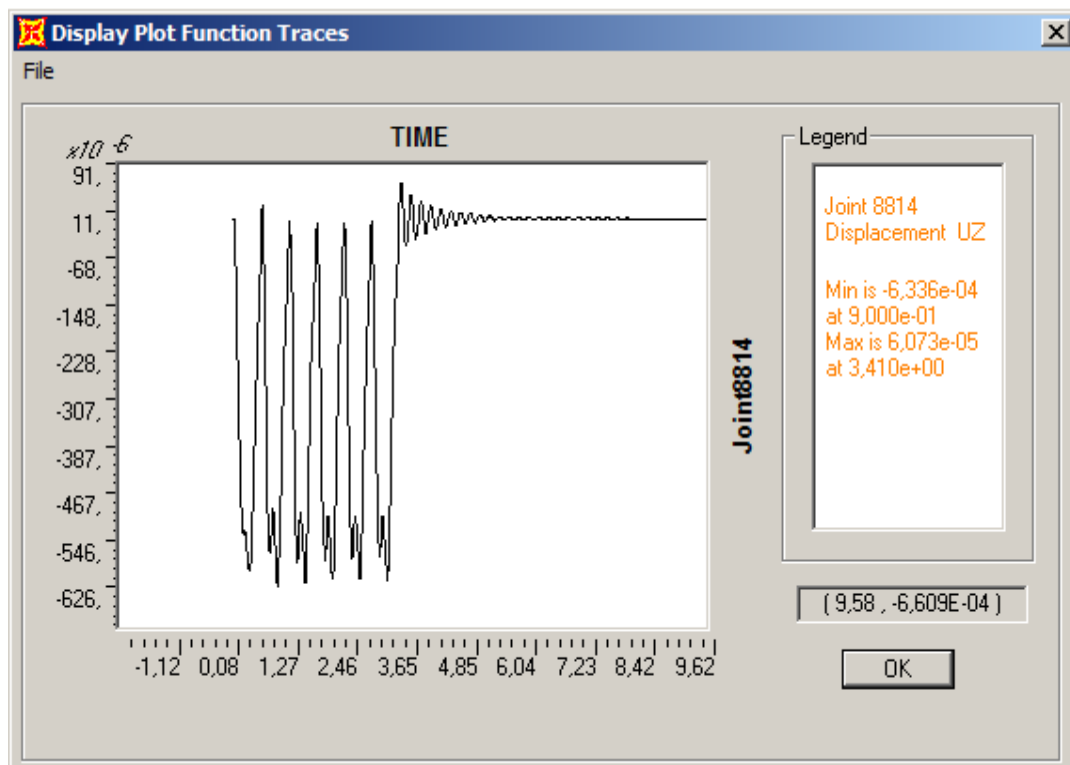 Display Plot Function Traces
File
x10 -6
TIME
91,
11,
-68,
-148,
-228,
-307,
-387,
-467,
-546,
-626,
-1,12 0,08 1,27 2,46 3,65 4,85 6,04 7,23 8,42 9,62
Joint8814
Legend
Joint 8814
Displacement UZ
Min is -6,336e-04
at 9,000e-01
Max is 6,073e-05
at 3,410e+00
( 9,58 , -6,609E-04 )
OK